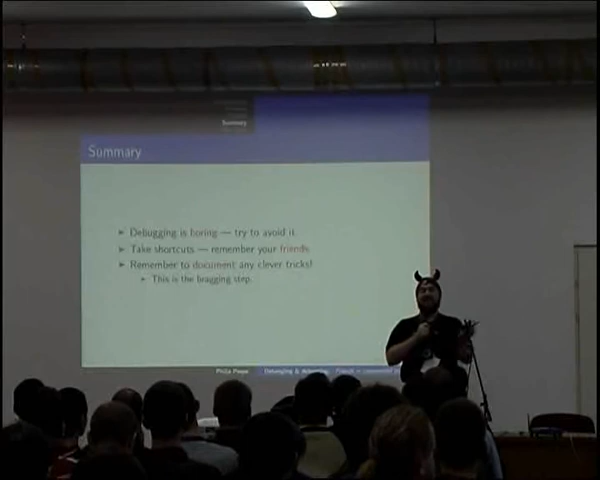 Summary
Summary
► Debugging is boring — try to avoid it.
► Take shortcuts — remember your friends.
► Remember to document any clever tricks!
► This is the bragging step.
Debugging &